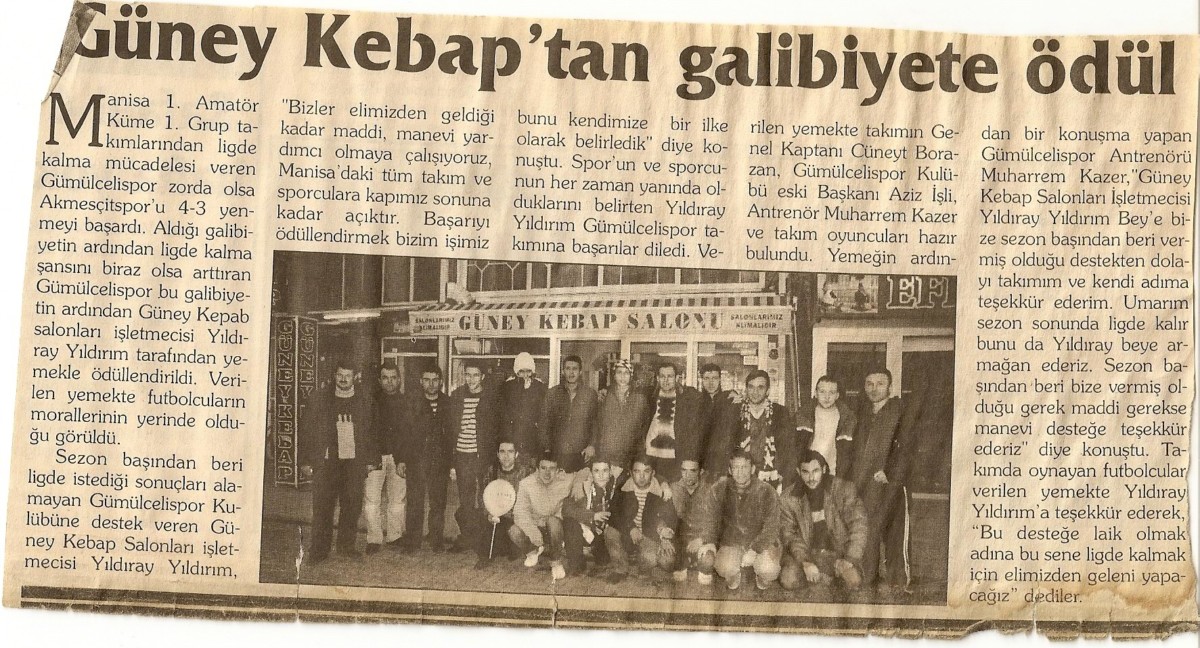 Güney Kebap'tan galibiyete ödül
Manisa 1. Amatör
Küme 1. Grup ta-
kımlarından ligde
kalma mücadelesi veren
Gümülcelispor zorda olsa
Akmesçitspor'u 4-3 yen-
meyi başardı. Aldığı galibi-
yetin ardından ligde kalma
şansını biraz olsa arttıran
Gümülcelispor bu galibiye-
tin ardından Güney Kepab
salonları işletmecisi Yıldı-
ray Yıldırım tarafından ye-
mekle ödüllendirildi. Veri-
len yemekte futbolcuların
morallerinin yerinde oldu-
ğu görüldü.
Sezon başından beri
ligde istediği sonuçları ala-
mayan Gümülcelispor Ku-
lübüne destek veren Gü-
ney Kebap Salonları işlet-
mecisi Yıldıray Yıldırım,
"Bizler elimizden geldiği
kadar maddi, manevi yar-
dımcı olmaya çalışıyoruz,
Manisa'daki tüm takım ve
sporculara kapımız sonuna
kadar açıktır. Başarıyı
ödüllendirmek bizim işimiz
bunu kendimize bir ilke
olarak belirledik" diye ko-
nuştu. Spor'un ve sporcu-
nun her zaman yanında ol-
duklarını belirten Yıldıray
Yıldırım Gümülcelispor ta-
kımına başarılar diledi. Ve-
rilen yemekte takımın Ge-
nel Kaptanı Cüneyt Bora-
zan, Gümülcelispor Kulü-
bü eski Başkanı Aziz İşli,
Antrenör Muharrem Kazer
ve takım oyuncuları hazır
bulundu. Yemeğin ardın-
dan bir konuşma yapan
Gümülcelispor Antrenörü
Muharrem Kazer,"Güney
Kebap Salonları İşletmecisi
Yıldıray Yıldırım Bey'e bi-
ze sezon başından beri ver-
miş olduğu destekten dola-
yı takımım ve kendi adıma
teşekkür ederim. Umarım
sezon sonunda ligde kalır
bunu da Yıldıray beye ar-
mağan ederiz. Sezon ba-
şından beri bize vermiş ol-
duğu gerek maddi gerekse
manevi desteğe teşekkür
ederiz" diye konuştu. Ta-
kımda oynayan futbolcular
verilen yemekte Yıldıray
Yıldırım'a teşekkür ederek,
"Bu desteğe laik olmak
adına bu sene ligde kalmak
için elimizden geleni yapa-
cağız" dediler.
SALONLARIMIZ
KLİMALIDIR
GÜNEY KEBAP SALONU
SALONLARIMIZ
KLİMALIDIR
EFE
GÜNEY KEBAP
GÜNEY